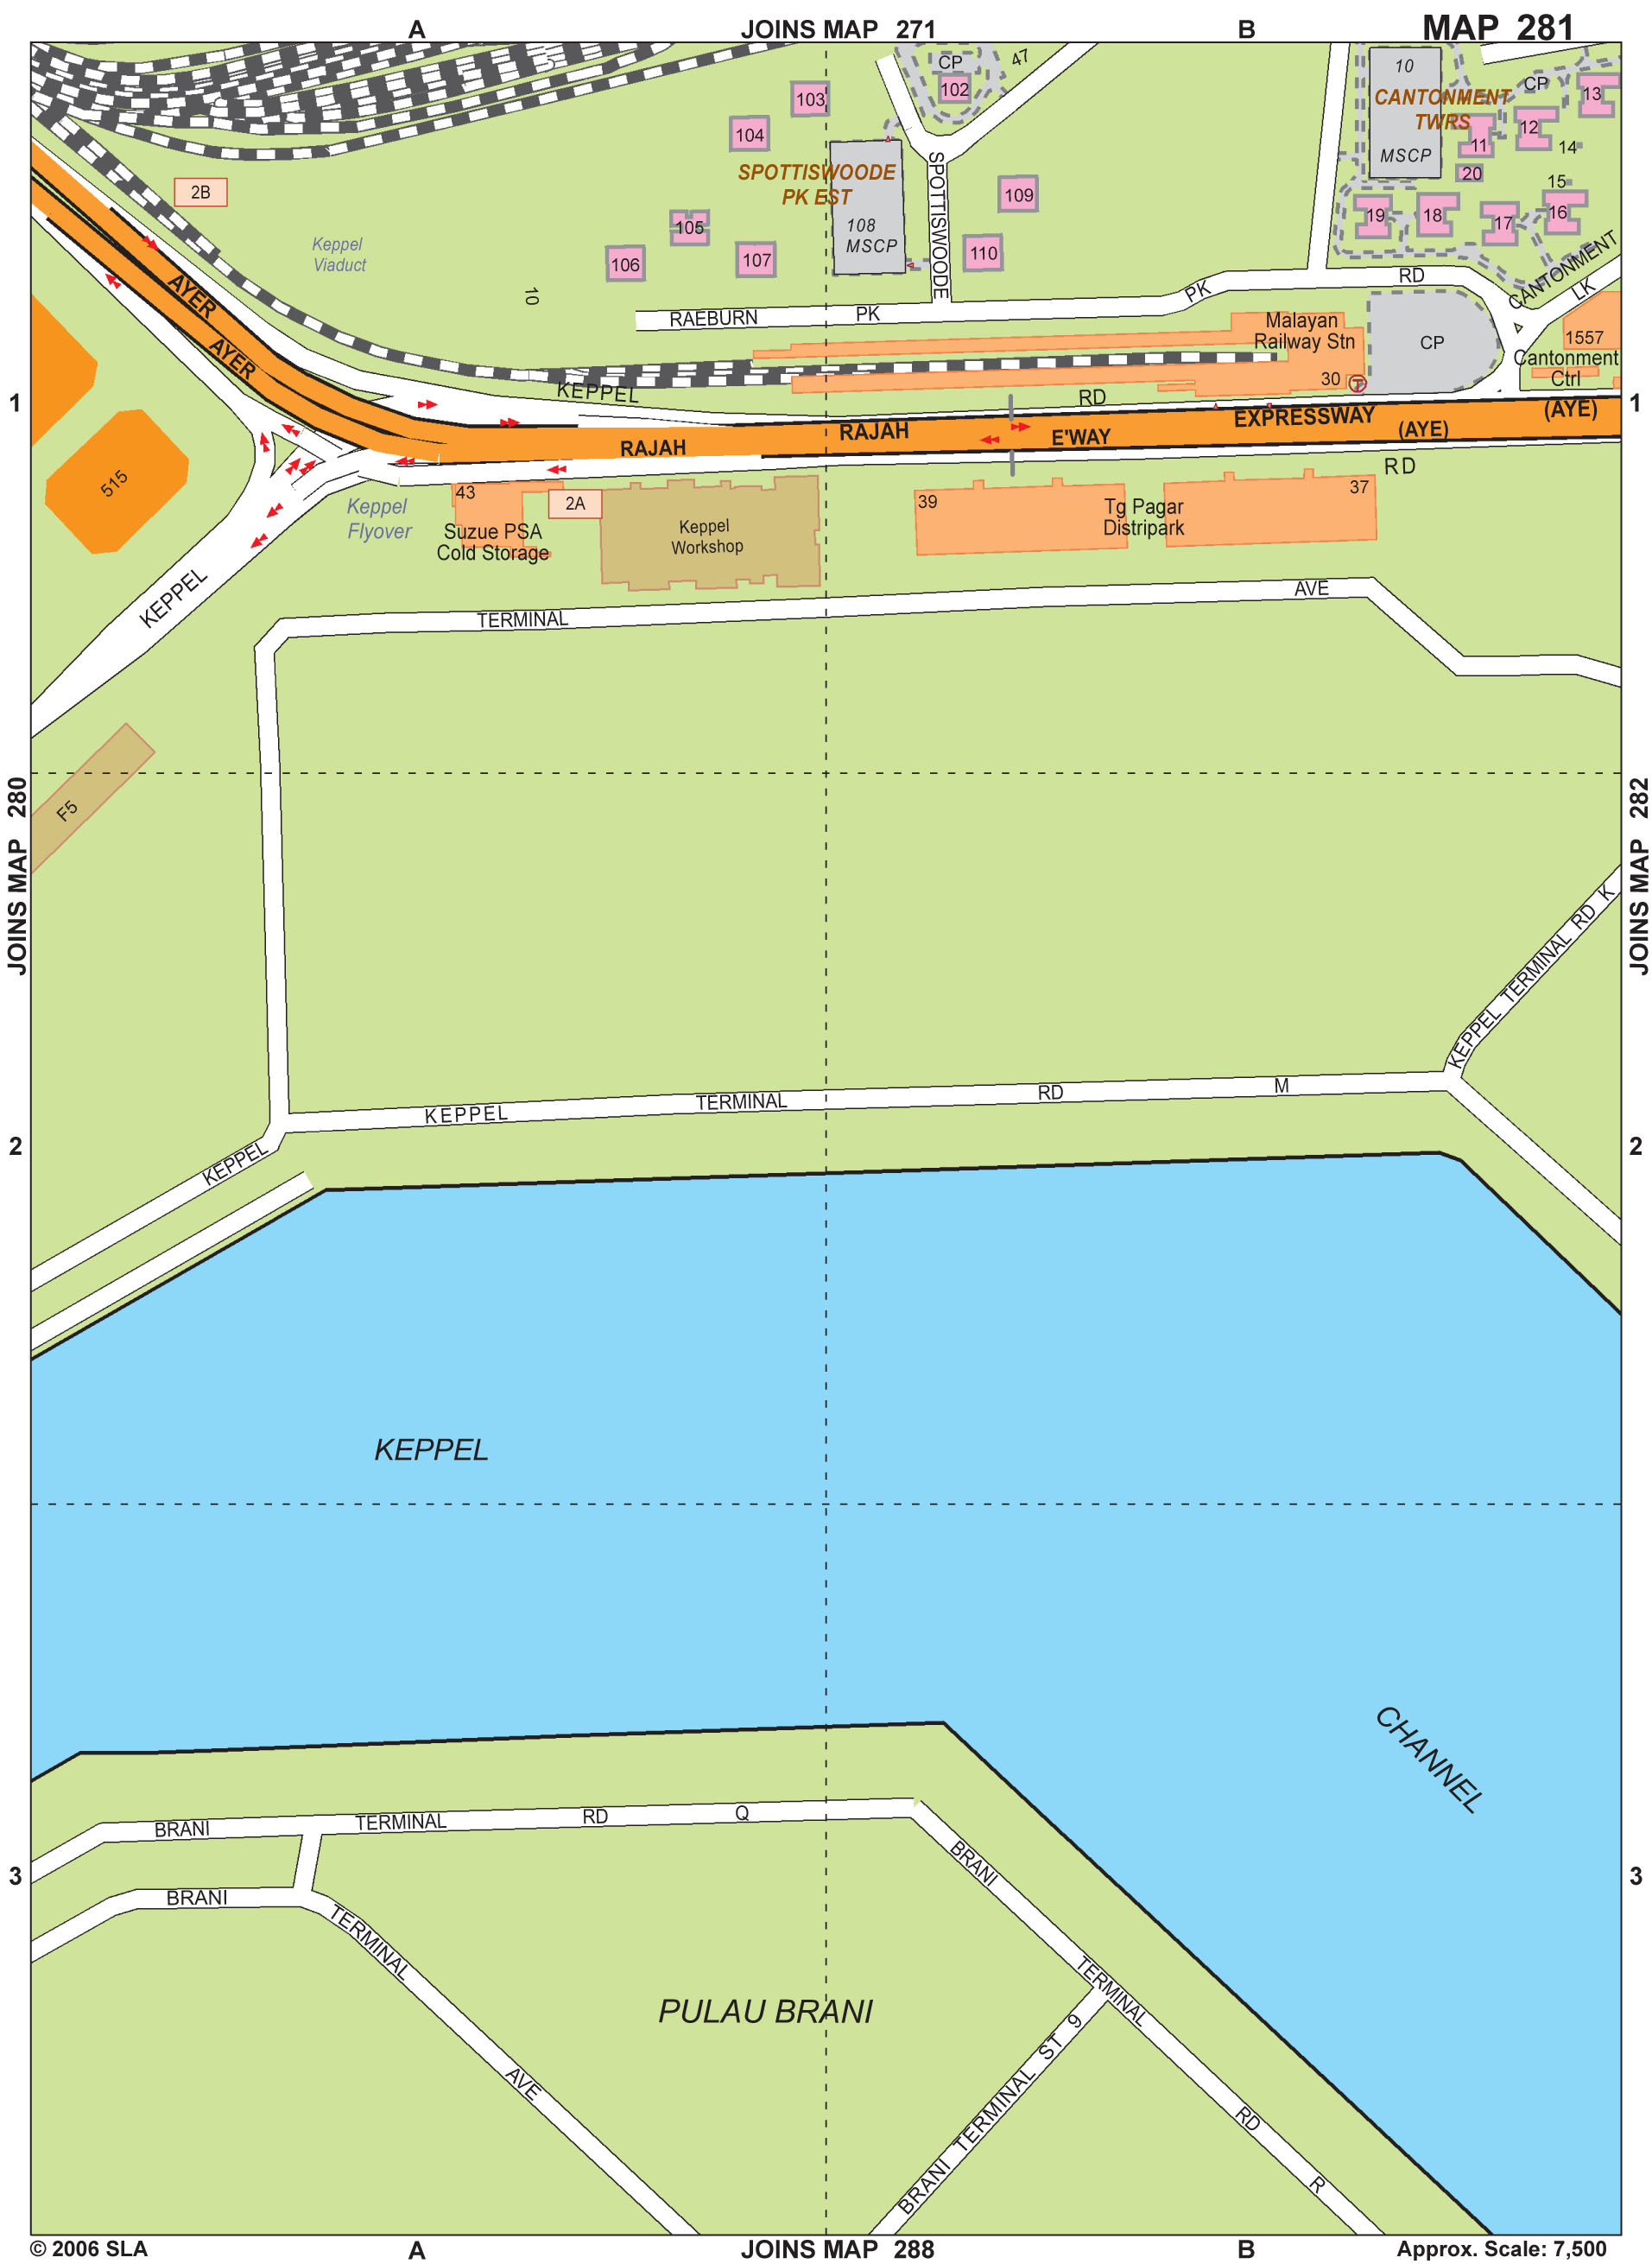 A
JOINS MAP 271
B
MAP 281
CP
47
102
103
104
10
CANTONMENT
TWRS
MSCP
CP
13
12
11
14
20
15
19
18
17
16
2B
SPOTTISWOODE
PK EST
108
MSCP
SPOTTISWOODE
109
105
106
107
110
Keppel
Viaduct
10
CANTONMENT
LK
RAEBURN
PK
PK
RD
AYER
AYER
Malayan
Railway Stn
30
T
CP
1557
Cantonment
Ctrl
1
1
KEPPEL
RD
RAJAH
RAJAH
E'WAY
EXPRESSWAY
(AYE)
(AYE)
RD
515
Keppel
Flyover
43
Suzue PSA
Cold Storage
2A
Keppel
Workshop
39
Tg Pagar
Distripark
37
KEPPEL
TERMINAL
AVE
F5
JOINS MAP 280
JOINS MAP 282
KEPPEL TERMINAL RD K
KEPPEL
TERMINAL
RD
M
2
2
KEPPEL
KEPPEL
CHANNEL
BRANI
TERMINAL
RD
Q
3
3
BRANI
TERMINAL
AVE
BRANI
TERMINAL
RD
R
PULAU BRANI
BRANI TERMINAL ST 9
© 2006 SLA
A
JOINS MAP 288
B
Approx. Scale: 7,500